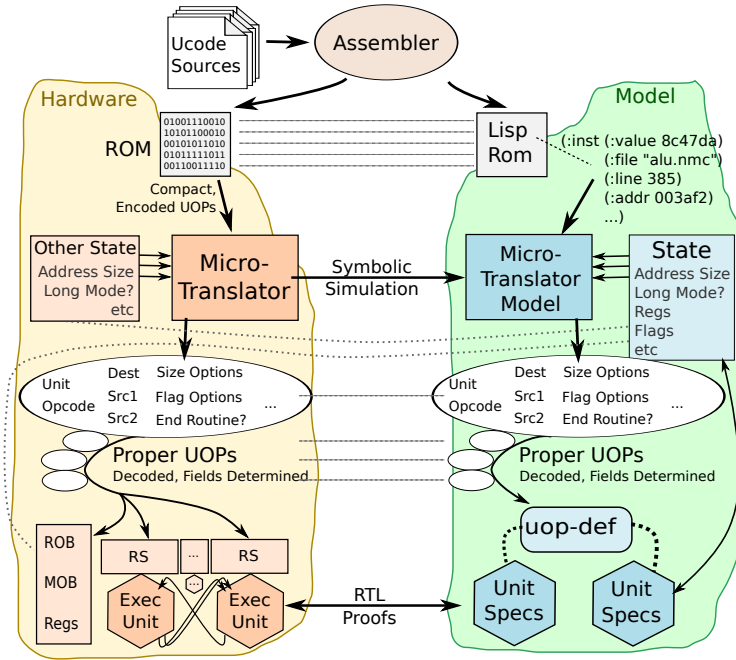 Ucode
Sources
Assembler
Hardware
Model
ROM
01001110010
10101100010
00101011010
01011111011
00110011110
Lisp
Rom
(:inst (:value 8c47da)
(:file "alu.nmc")
(:line 385)
(:addr 003af2)
...)
Compact,
Encoded UOPs
Other State
Address Size
Long Mode?
etc
Micro-
Translator
Symbolic
Simulation
Micro-
Translator
Model
State
Address Size
Long Mode?
Regs
Flags
etc
Unit
Opcode
Dest
Src1
Src2
Size Options
Flag Options
End Routine?
...
Unit
Opcode
Dest
Src1
Src2
Size Options
Flag Options
End Routine?
...
Proper UOPs
Decoded, Fields Determined
Proper UOPs
Decoded, Fields Determined
ROB
MOB
Regs
RS
...
RS
...
Exec
Unit
Exec
Unit
RTL
Proofs
uop-def
Unit
Specs
Unit
Specs